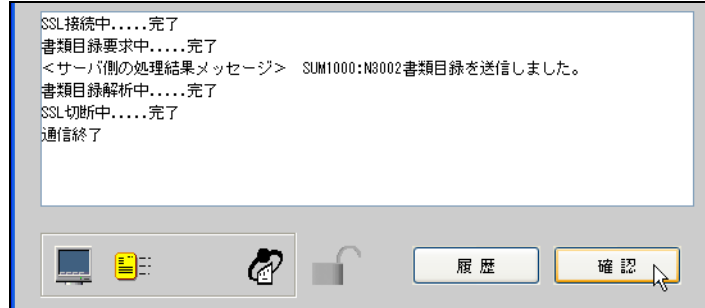 SSL接続中.....完了
書類目録要求中.....完了
<サーバ側の処理結果メッセージ>　SUM1000:N3002書類目録を送信しました。
書類目録解析中.....完了
SSL切断中.....完了
通信終了
履歴
確認